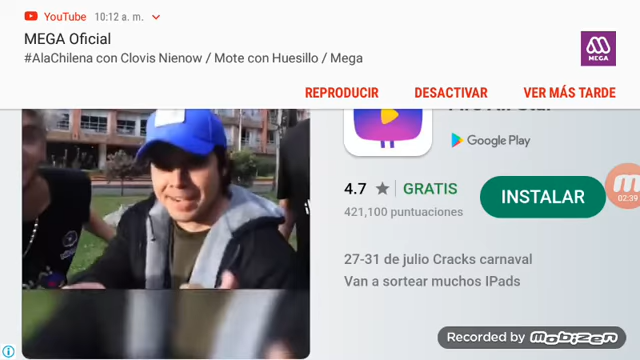 YouTube 10:12 a. m.
MEGA Oficial
#AlaChilena con Clovis Nienow / Mote con Huesillo / Mega
MEGA
REPRODUCIR DESACTIVAR VER MÁS TARDE
Google Play
4.7 GRATIS
421,100 puntuaciones
INSTALAR
02:39
27-31 de julio Cracks carnaval
Van a sortear muchos IPads
Recorded by Mobizen